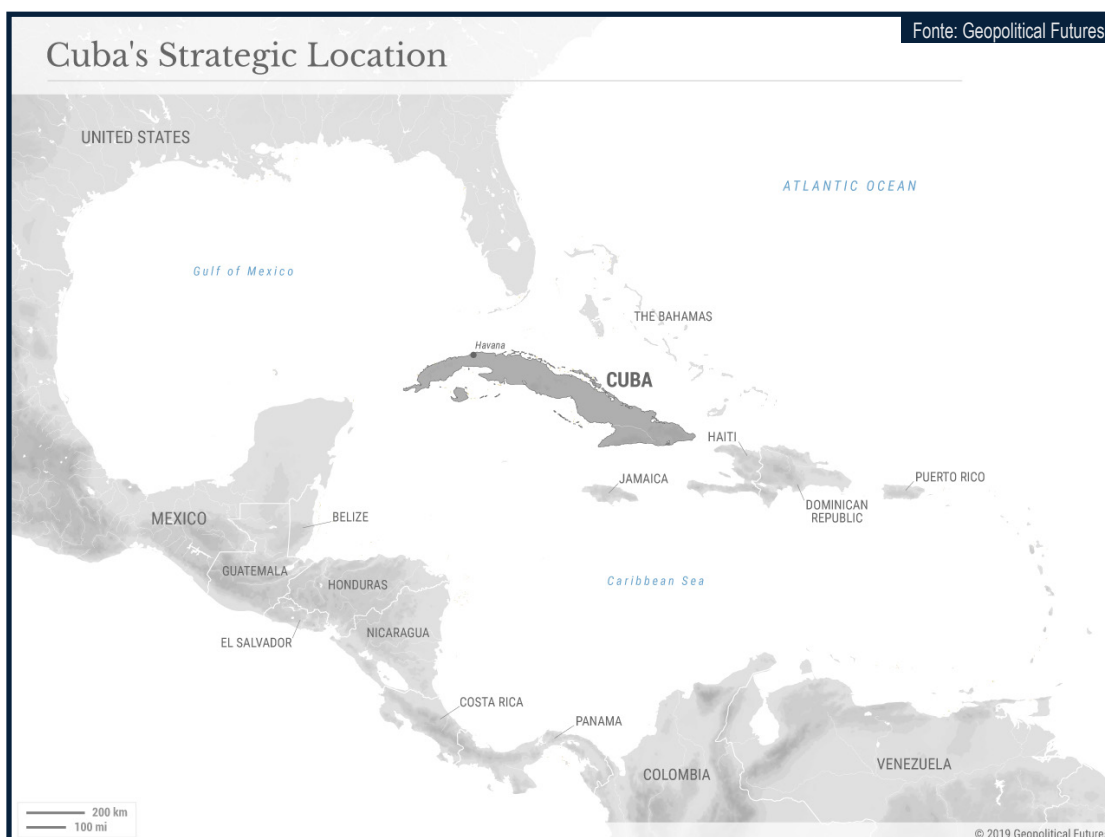 Fonte: Geopolitical Futures
Cuba's Strategic Location
UNITED STATES
ATLANTIC OCEAN
Gulf of Mexico
THE BAHAMAS
Havana
CUBA
HAITI
JAMAICA
PUERTO RICO
DOMINICAN
REPUBLIC
MEXICO
BELIZE
GUATEMALA
HONDURAS
Caribbean Sea
EL SALVADOR
NICARAGUA
COSTA RICA
PANAMA
COLOMBIA
VENEZUELA
200 km
100 mi
© 2019 Geopolitical Future